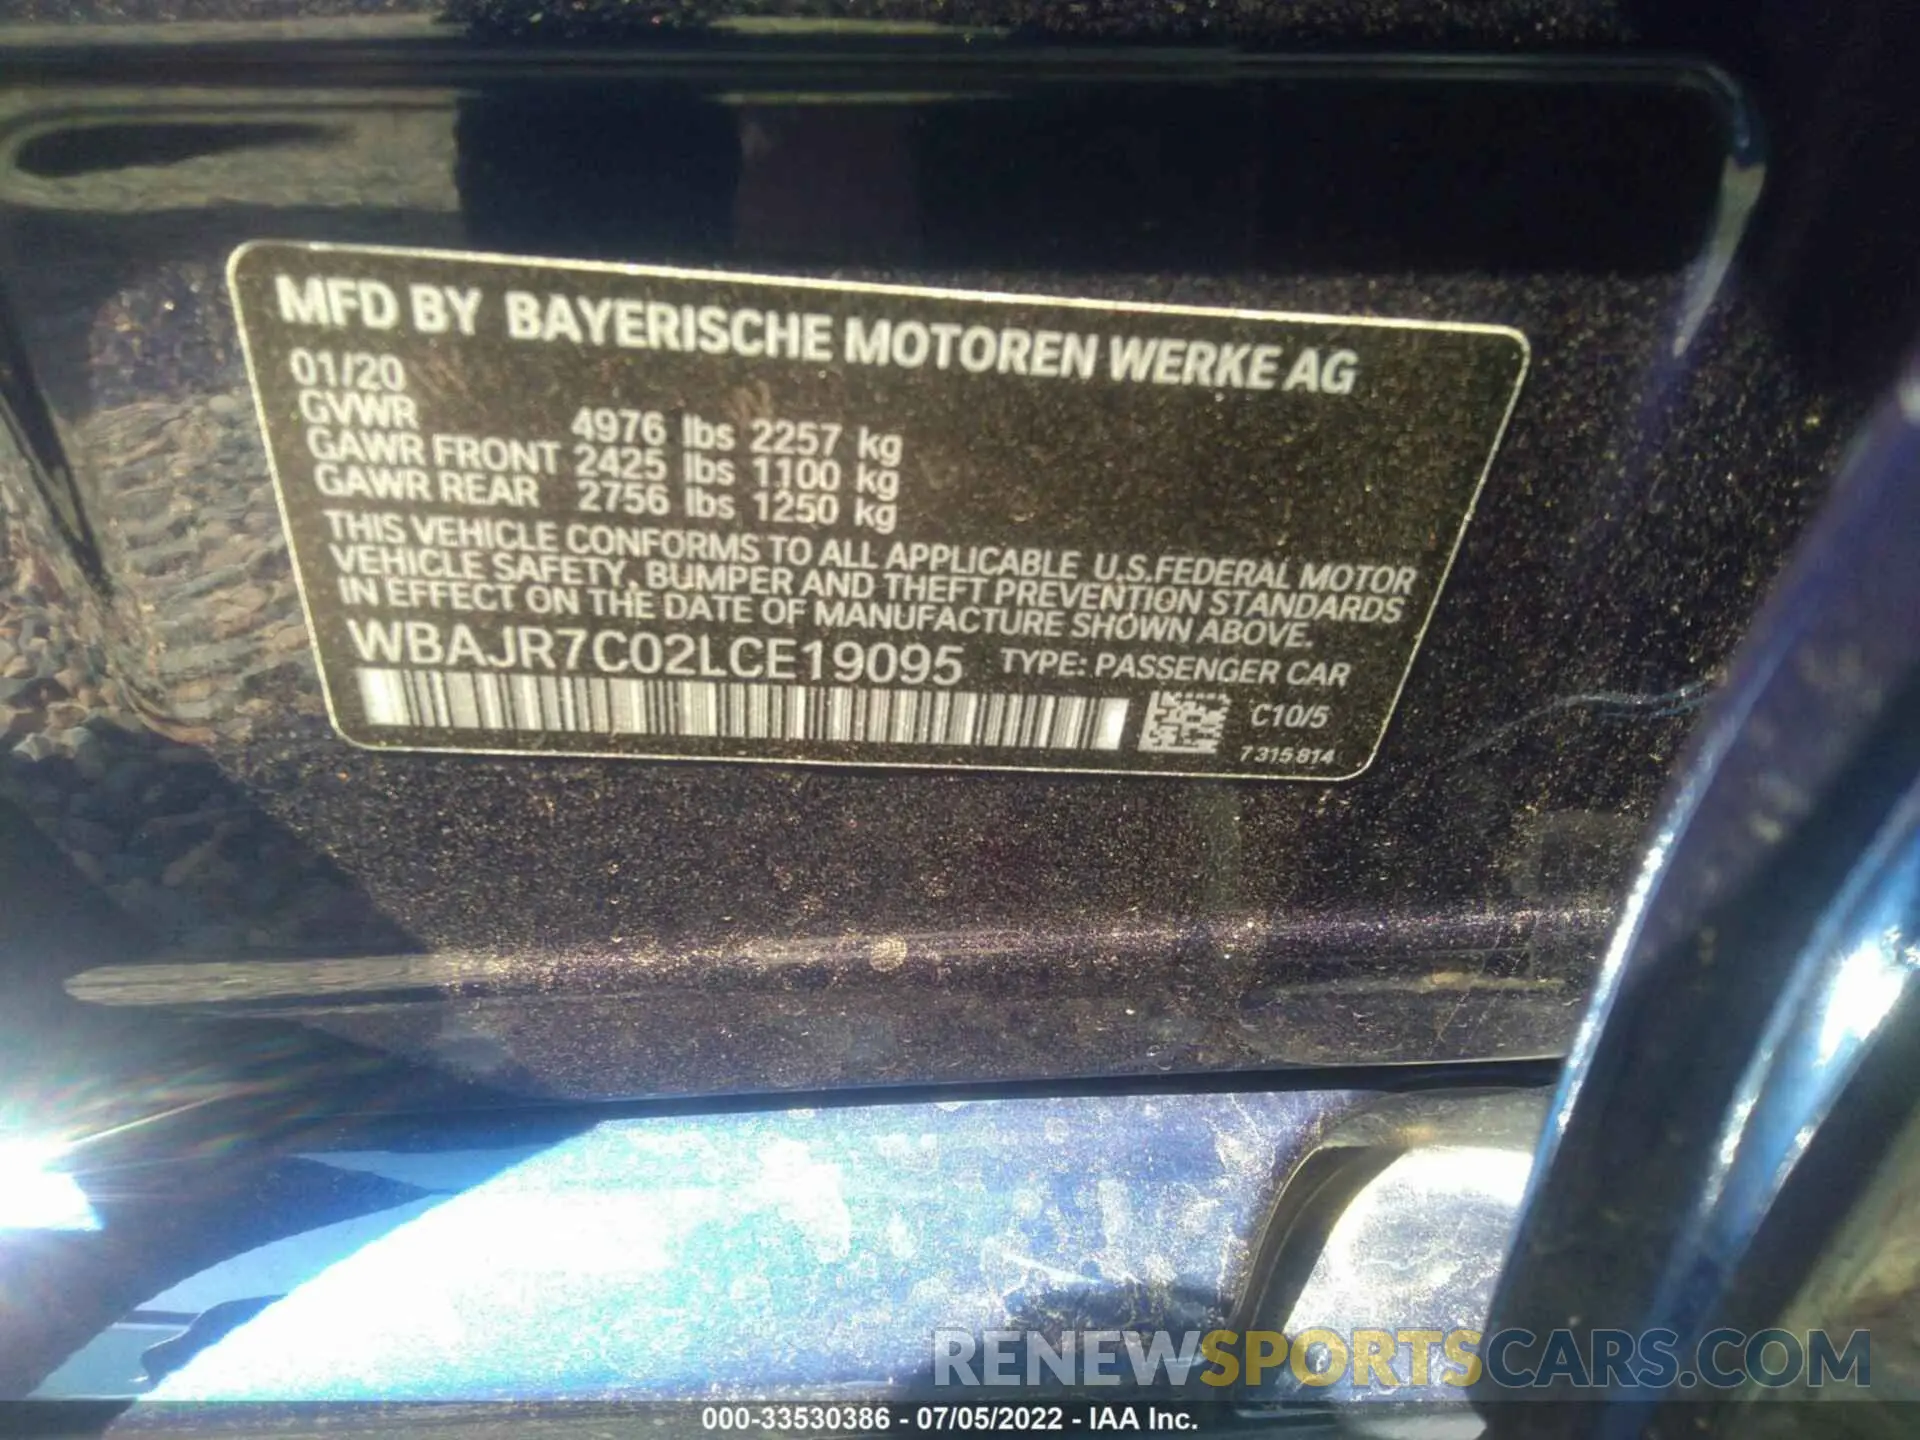 MFD BY BAYERISCHE MOTOREN WERKE AG
01/20
GVWR 4976 lbs 2257 kg
GAWR FRONT 2425 lbs 1100 kg
GAWR REAR 2756 lbs 1250 kg
THIS VEHICLE CONFORMS TO ALL APPLICABLE U.S.FEDERAL MOTOR
VEHICLE SAFETY, BUMPER AND THEFT PREVENTION STANDARDS
IN EFFECT ON THE DATE OF MANUFACTURE SHOWN ABOVE.
WBAJR7C02LCE19095 TYPE: PASSENGER CAR
C10/5
7 315 814
RENEWSPORTSCARS.COM
000-33530386 - 07/05/2022 - IAA Inc.